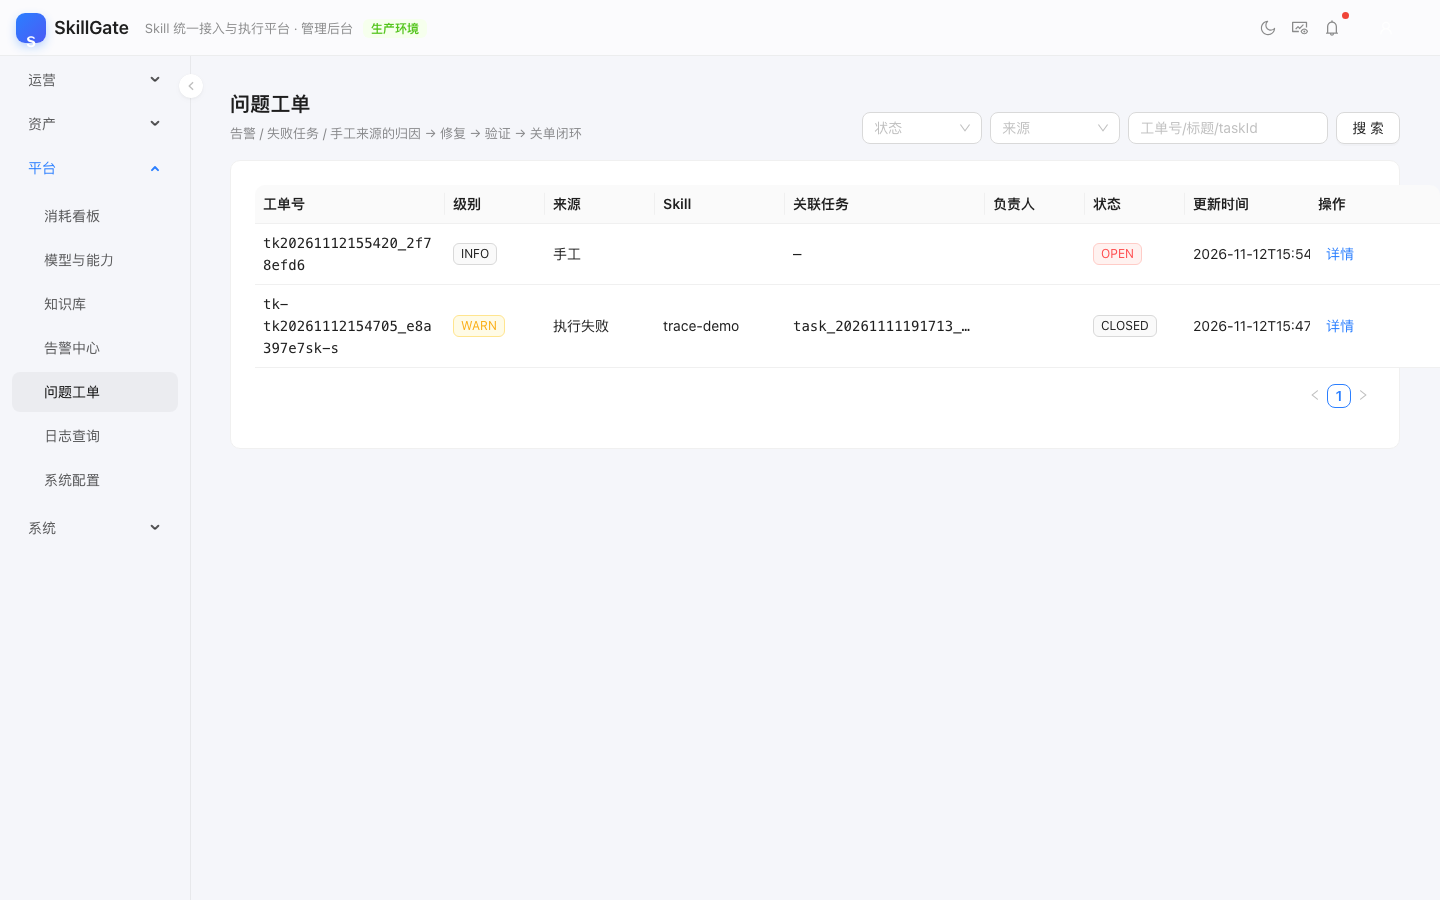 S SkillGate Skill 统一接入与执行平台 · 管理后台 生产环境
运营
资产
平台
消耗看板
模型与能力
知识库
告警中心
问题工单
日志查询
系统配置
系统
问题工单
告警 / 失败任务 / 手工来源的归因 → 修复 → 验证 → 关单闭环
状态 来源 工单号/标题/taskId 搜 索
工单号 级别 来源 Skill 关联任务 负责人 状态 更新时间 操作
tk20261112155420_2f7
8efd6
INFO 手工 — OPEN 2026-11-12T15:54 详情
tk-
tk20261112154705_e8a
397e7sk-s
WARN 执行失败 trace-demo task_20261111191713_… CLOSED 2026-11-12T15:47 详情
1